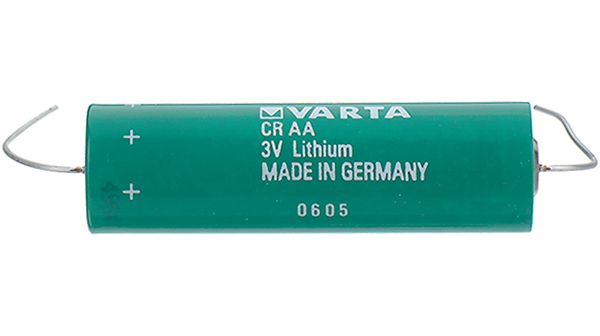 VARTA
CR AA
3V Lithium
MADE IN GERMANY
0605
+
+